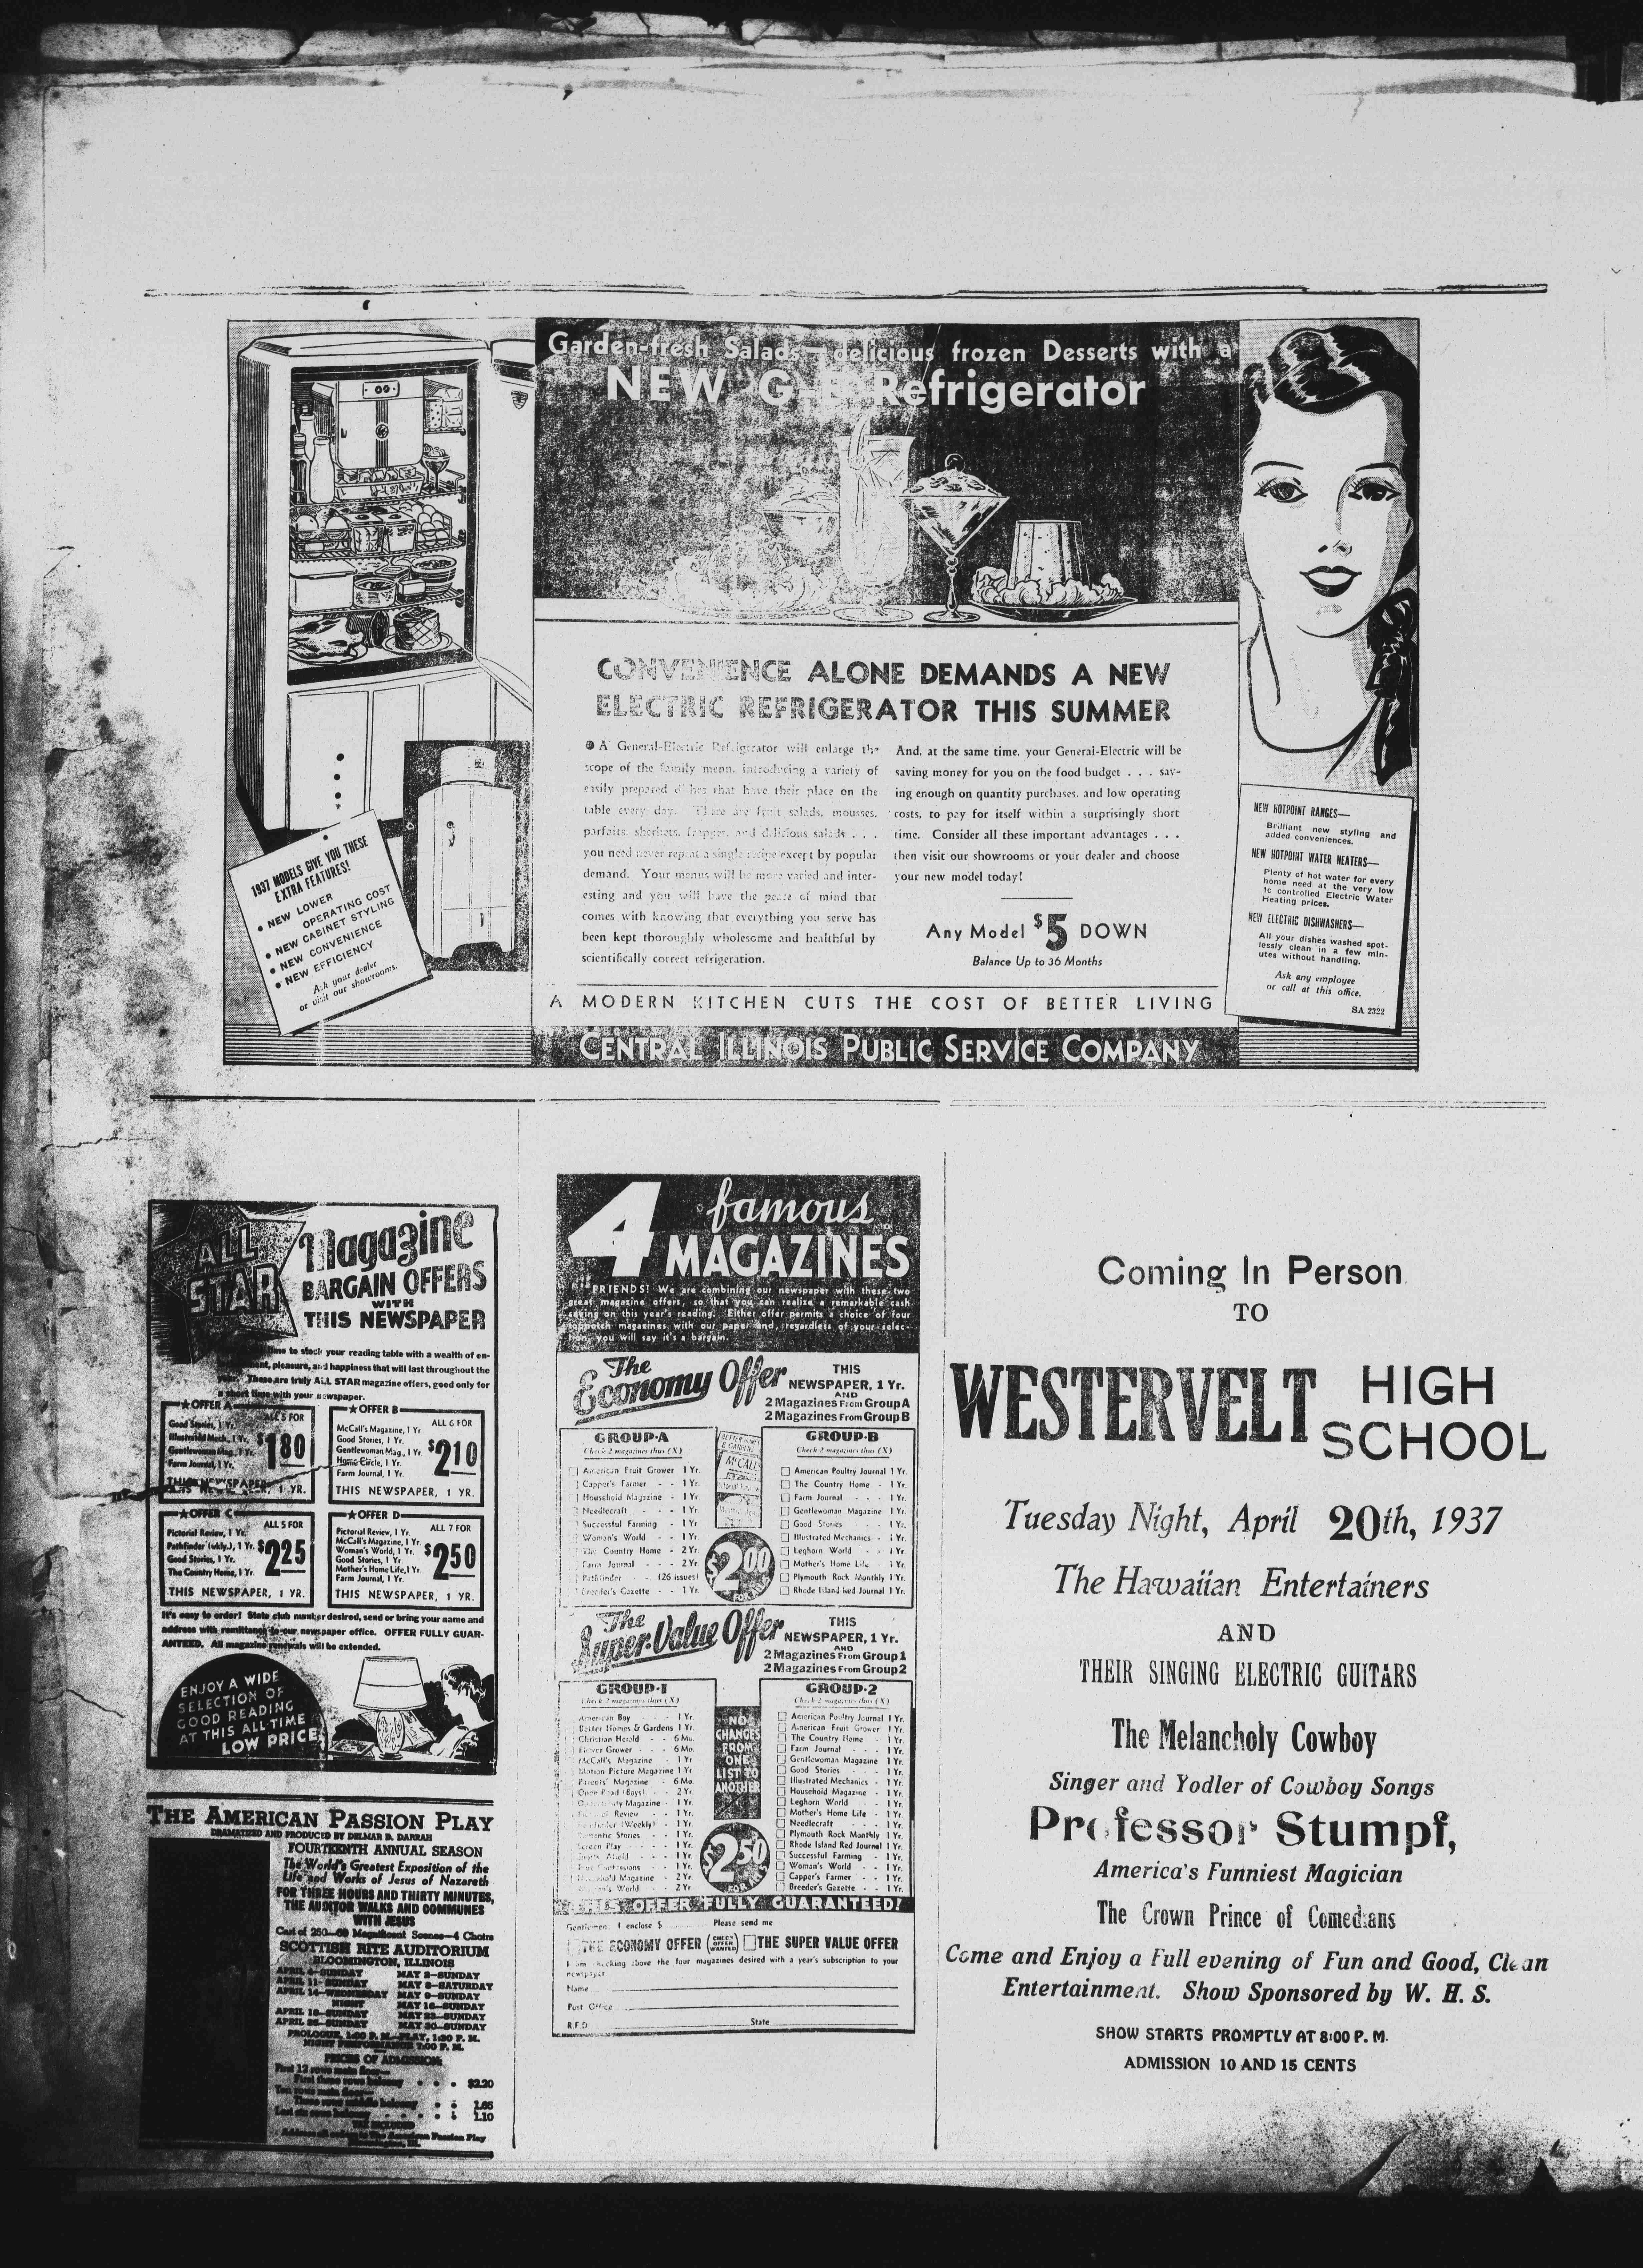 Garden-fresh Salads—delicious frozen Desserts with a
NEW G-E Refrigerator
CONVENIENCE ALONE DEMANDS A NEW
ELECTRIC REFRIGERATOR THIS SUMMER
A General-Electric Refrigerator will enlarge the
scope of the family menu, introducing a variety of
easily prepared dishes that have their place on the
table every day. There are fruit salads, mousses,
parfaits, sherbets, frappes, and delicious salads . . .
you need never repeat a single recipe except by popular
demand. Your menus will be more varied and inter-
esting and you will have the peace of mind that
comes with knowing that everything you serve has
been kept thoroughly wholesome and healthful by
scientifically correct refrigeration.
And, at the same time, your General-Electric will be
saving money for you on the food budget . . . sav-
ing enough on quantity purchases, and low operating
costs, to pay for itself within a surprisingly short
time. Consider all these important advantages . . .
then visit our showrooms or your dealer and choose
your new model today!
Any Model $5 DOWN
Balance Up to 36 Months
1937 MODELS GIVE YOU THESE
EXTRA FEATURES!
• NEW LOWER
OPERATING COST
• NEW CABINET STYLING
• NEW CONVENIENCE
• NEW EFFICIENCY
Ask your dealer
or visit our showrooms.
NEW HOTPOINT RANGES—
Brilliant new styling and
added conveniences.
NEW HOTPOINT WATER HEATERS—
Plenty of hot water for every
home need at the very low
1c controlled Electric Water
Heating prices.
NEW ELECTRIC DISHWASHERS—
All your dishes washed spot-
lessly clean in a few min-
utes without handling.
Ask any employee
or call at this office.
SA 2322
A MODERN KITCHEN CUTS THE COST OF BETTER LIVING
CENTRAL ILLINOIS PUBLIC SERVICE COMPANY
ALL STAR
Magazine
BARGAIN OFFERS
WITH
THIS NEWSPAPER
time to stock your reading table with a wealth of en-
pleasure, and happiness that will last throughout the
year. These are truly ALL STAR magazine offers, good only for
a short time with your newspaper.
★OFFER A
ALL 5 FOR
Good Stories, 1 Yr.
Illustrated Mech., 1 Yr.
Gentlewoman Mag., 1 Yr.
Farm Journal, 1 Yr.
$1.80
THIS NEWSPAPER, 1 YR.
★OFFER B
ALL 6 FOR
McCall's Magazine, 1 Yr.
Good Stories, 1 Yr.
Gentlewoman Mag., 1 Yr.
Home Circle, 1 Yr.
Farm Journal, 1 Yr.
$2.10
THIS NEWSPAPER, 1 YR.
★OFFER C
ALL 5 FOR
Pictorial Review, 1 Yr.
Pathfinder (wkly.), 1 Yr.
Good Stories, 1 Yr.
The Country Home, 1 Yr.
$2.25
THIS NEWSPAPER, 1 YR.
★OFFER D
ALL 7 FOR
Pictorial Review, 1 Yr.
McCall's Magazine, 1 Yr.
Woman's World, 1 Yr.
Good Stories, 1 Yr.
Mother's Home Life, 1 Yr.
Farm Journal, 1 Yr.
$2.50
THIS NEWSPAPER, 1 YR.
It's easy to order! State club number desired, send or bring your name and
address with remittance to our newspaper office. OFFER FULLY GUAR-
ANTEED. All magazine renewals will be extended.
ENJOY A WIDE
SELECTION OF
GOOD READING
AT THIS ALL-TIME
LOW PRICE
THE AMERICAN PASSION PLAY
DRAMATIZED AND PRODUCED BY DELMAR D. DARRAH
FOURTEENTH ANNUAL SEASON
The World's Greatest Exposition of the
Life and Works of Jesus of Nazareth
FOR THREE HOURS AND THIRTY MINUTES,
THE AUDITOR WALKS AND COMMUNES
WITH JESUS
Cast of 250—60 Magnificent Scenes—4 Choirs
SCOTTISH RITE AUDITORIUM
BLOOMINGTON, ILLINOIS
APRIL 4—SUNDAY
APRIL 11—SUNDAY
APRIL 14—WEDNESDAY
NIGHT
APRIL 18—SUNDAY
APRIL 25—SUNDAY
MAY 2—SUNDAY
MAY 8—SATURDAY
MAY 9—SUNDAY
MAY 16—SUNDAY
MAY 23—SUNDAY
MAY 30—SUNDAY
PROLOGUE, 1:00 P. M.—PLAY, 1:30 P. M.
NIGHT PERFORMANCE 7:00 P. M.
PRICES OF ADMISSION:
First 12 rows main floor—
First three rows balcony $2.20
Ten rows main floor—
Three rows middle balcony 1.65
Last six rows balcony 1.10
TAX INCLUDED
Address all orders to The American Passion Play
Bloomington, Ill.
4 famous
MAGAZINES
FRIENDS! We are combining our newspaper with these two
great magazine offers, so that you can realize a remarkable cash
saving on this year's reading. Either offer permits a choice of four
topnotch magazines with our paper and, regardless of your selec-
tion, you will say it's a bargain.
The Economy Offer
THIS
NEWSPAPER, 1 Yr.
AND
2 Magazines From Group A
2 Magazines From Group B
GROUP-A
Check 2 magazines thus (X)
American Fruit Grower 1 Yr.
Capper's Farmer - - 1 Yr.
Household Magazine - 1 Yr.
Needlecraft - - 1 Yr.
Successful Farming - 1 Yr.
Woman's World - - 1 Yr.
The Country Home - 2 Yr.
Farm Journal - - - 2 Yr.
Pathfinder - - (26 issues)
Breeder's Gazette - - 1 Yr.
BETTER HOMES & GARDENS
McCALL'S
$2.00
GROUP-B
Check 2 magazines thus (X)
American Poultry Journal 1 Yr.
The Country Home - 1 Yr.
Farm Journal - - - 1 Yr.
Gentlewoman Magazine 1 Yr.
Good Stories - - - 1 Yr.
Illustrated Mechanics - 1 Yr.
Leghorn World - - 1 Yr.
Mother's Home Life - 1 Yr.
Plymouth Rock Monthly 1 Yr.
Rhode Island Red Journal 1 Yr.
The Super-Value Offer
THIS
NEWSPAPER, 1 Yr.
AND
2 Magazines From Group 1
2 Magazines From Group 2
GROUP-1
Check 2 magazines thus (X)
American Boy - - - 1 Yr.
Better Homes & Gardens 1 Yr.
Christian Herald - - 6 Mo.
Flower Grower - - 6 Mo.
McCall's Magazine - 1 Yr.
Motion Picture Magazine 1 Yr.
Parents' Magazine - 6 Mo.
Open Road (Boys) - - 2 Yr.
Opportunity Magazine - 1 Yr.
Pictorial Review - - 1 Yr.
Pathfinder (Weekly) - 1 Yr.
Romantic Stories - - 1 Yr.
Screen Play - - - 1 Yr.
True Confessions - - 1 Yr.
Household Magazine - 2 Yr.
Woman's World - - 2 Yr.
NO
CHANGES
FROM
ONE
LIST TO
ANOTHER
$2.50
FOR ALL
GROUP-2
Check 2 magazines thus (X)
American Poultry Journal 1 Yr.
American Fruit Grower 1 Yr.
The Country Home - 1 Yr.
Farm Journal - - - 1 Yr.
Gentlewoman Magazine 1 Yr.
Good Stories - - - 1 Yr.
Illustrated Mechanics - 1 Yr.
Household Magazine - 1 Yr.
Leghorn World - - 1 Yr.
Mother's Home Life - 1 Yr.
Needlecraft - - - 1 Yr.
Plymouth Rock Monthly 1 Yr.
Rhode Island Red Journal 1 Yr.
Successful Farming - 1 Yr.
Woman's World - - 1 Yr.
Capper's Farmer - - 1 Yr.
Breeder's Gazette - - 1 Yr.
THIS OFFER FULLY GUARANTEED!
Gentlemen: I enclose $ Please send me
THE ECONOMY OFFER (CHECK OFFER WANTED) THE SUPER VALUE OFFER
I am checking above the four magazines desired with a year's subscription to your
newspaper.
Name
Post Office
R.F.D. State
Coming In Person
TO
WESTERVELT HIGH SCHOOL
Tuesday Night, April 20th, 1937
The Hawaiian Entertainers
AND
THEIR SINGING ELECTRIC GUITARS
The Melancholy Cowboy
Singer and Yodler of Cowboy Songs
Professor Stumpf,
America's Funniest Magician
The Crown Prince of Comedians
Come and Enjoy a Full evening of Fun and Good, Clean
Entertainment. Show Sponsored by W. H. S.
SHOW STARTS PROMPTLY AT 8:00 P. M.
ADMISSION 10 AND 15 CENTS